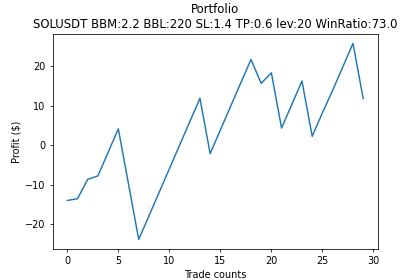 Portfolio
SOLUSDT BBM:2.2 BBL:220 SL:1.4 TP:0.6 lev:20 WinRatio:73.0
20
10
0
−10
−20
Profit ($)
0 5 10 15 20 25 30
Trade counts